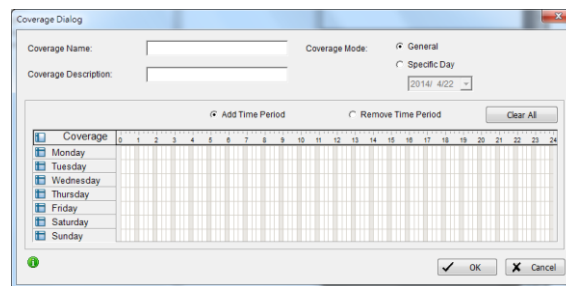 Coverage Dialog
Coverage Name:
Coverage Mode:
General
Specific Day
Coverage Description:
2014/ 4/22
Add Time Period
Remove Time Period
Clear All
Coverage
0 1 2 3 4 5 6 7 8 9 10 11 12 13 14 15 16 17 18 19 20 21 22 23 24
Monday
Tuesday
Wednesday
Thursday
Friday
Saturday
Sunday
OK
Cancel